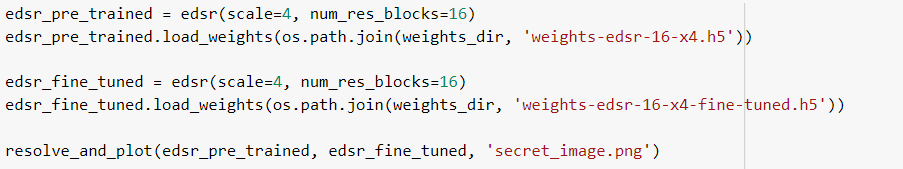 edsr_pre_trained = edsr(scale=4, num_res_blocks=16)
edsr_pre_trained.load_weights(os.path.join(weights_dir, 'weights-edsr-16-x4.h5'))
edsr_fine_tuned = edsr(scale=4, num_res_blocks=16)
edsr_fine_tuned.load_weights(os.path.join(weights_dir, 'weights-edsr-16-x4-fine-tuned.h5'))
resolve_and_plot(edsr_pre_trained, edsr_fine_tuned, 'secret_image.png')